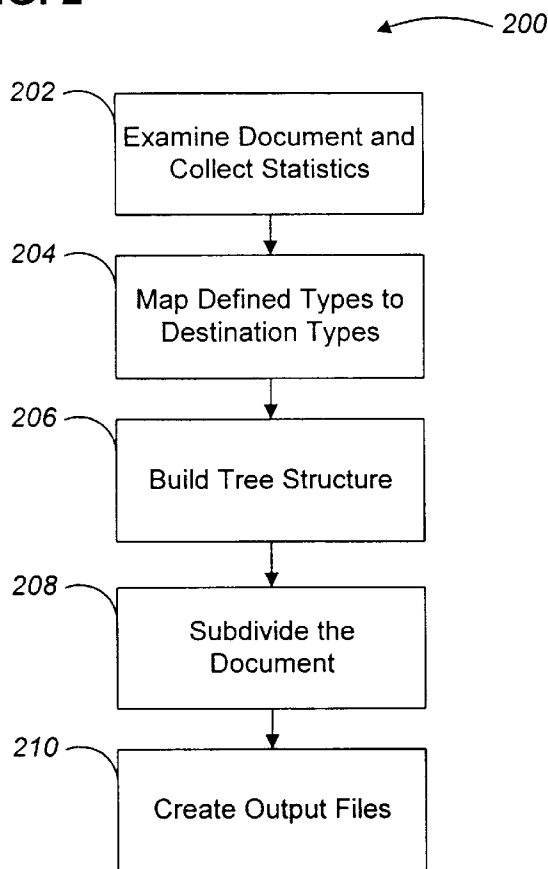 200
202
Examine Document and
Collect Statistics
204
Map Defined Types to
Destination Types
206
Build Tree Structure
208
Subdivide the
Document
210
Create Output Files